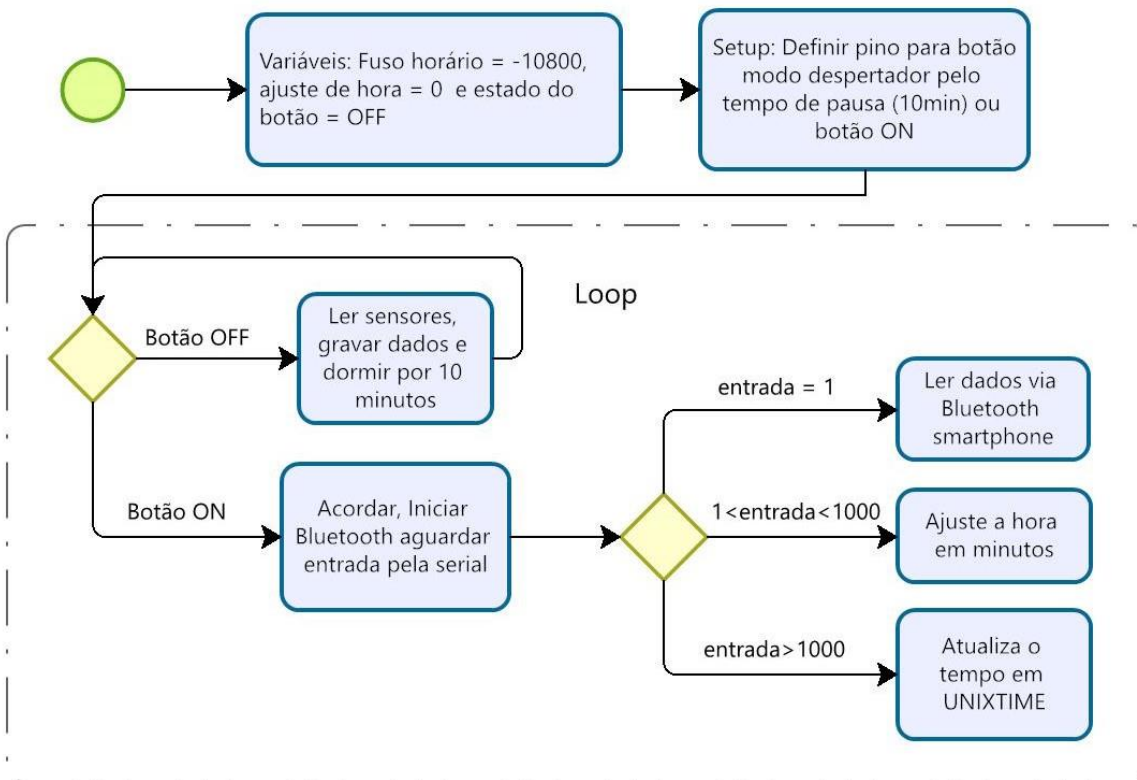 Variáveis: Fuso horário = -10800,
ajuste de hora = 0 e estado do
botão = OFF
Setup: Definir pino para botão
modo despertador pelo
tempo de pausa (10min) ou
botão ON
Loop
Botão OFF
Ler sensores,
gravar dados e
dormir por 10
minutos
Botão ON
Acordar, Iniciar
Bluetooth aguardar
entrada pela serial
entrada = 1
Ler dados via
Bluetooth
smartphone
1<entrada<1000
Ajuste a hora
em minutos
entrada>1000
Atualiza o
tempo em
UNIXTIME